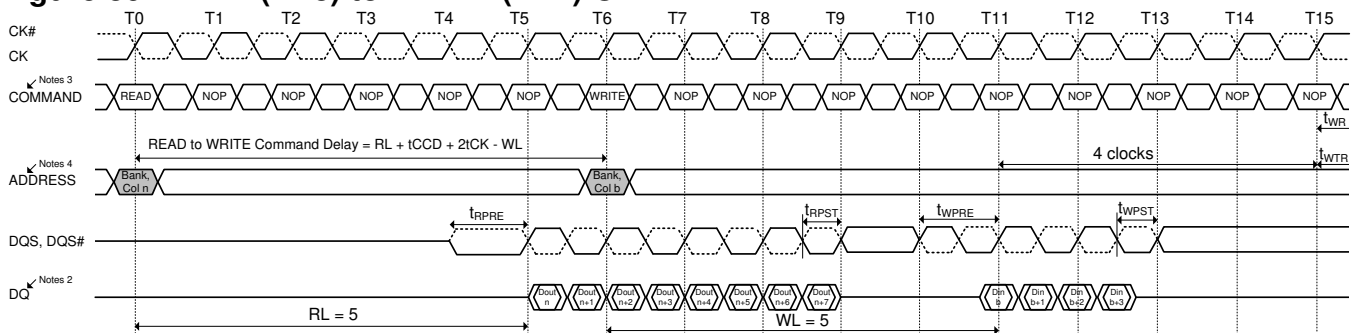 T0 T1 T2 T3 T4 T5 T6 T7 T8 T9 T10 T11 T12 T13 T14 T15
CK#
CK
Notes 3
COMMAND READ NOP NOP NOP NOP NOP WRITE NOP NOP NOP NOP NOP NOP NOP NOP NOP
tWR
READ to WRITE Command Delay = RL + tCCD + 2tCK - WL
4 clocks
tWTR
Notes 4
ADDRESS
Bank, Col n
Bank, Col b
tRPRE tRPST tWPRE tWPST
DQS, DQS#
Notes 2
DQ
Dout n Dout n+1 Dout n+2 Dout n+3 Dout n+4 Dout n+5 Dout n+6 Dout n+7 Din b Din b+1 Din b+2 Din b+3
RL = 5
WL = 5